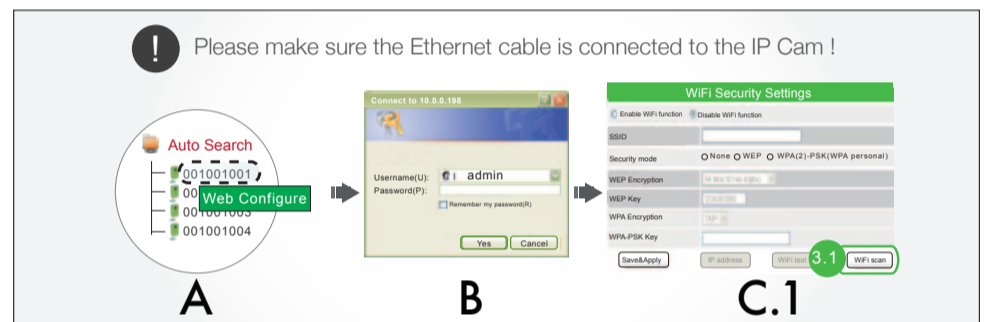 ! Please make sure the Ethernet cable is connected to the IP Cam !
Auto Search
001001001
00
Web Configure
001001003
001001004
A
Connect to 10.0.0.198
Username(U): admin
Password(P):
Remember my password(R)
Yes Cancel
B
WiFi Security Settings
Enable WiFi function Disable WiFi function
SSID
Security mode None WEP WPA(2)-PSK(WPA personal)
WEP Encryption
WEP Key
WPA Encryption TKIP
WPA-PSK Key
Save&Apply IP address WiFi test 3.1 WiFi scan
C.1